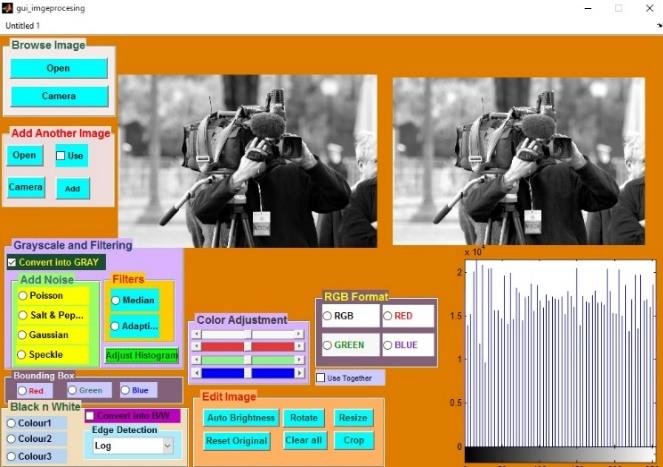 gui_imgeprocesing
Untitled 1
Browse Image
Open
Camera
Add Another Image
Open
Use
Camera
Add
Grayscale and Filtering
Convert into GRAY
Add Noise
Poisson
Salt & Pep...
Gaussian
Speckle
Filters
Median
Adapti...
Adjust Histogram
Color Adjustment
RGB Format
RGB
RED
GREEN
BLUE
Use Together
Bounding Box
Red
Green
Blue
Black n White
Colour1
Colour2
Colour3
Convert into B/W
Edge Detection
Log
Edit Image
Auto Brightness
Rotate
Resize
Reset Original
Clear all
Crop
x 10
2
1.5
1
0.5
0